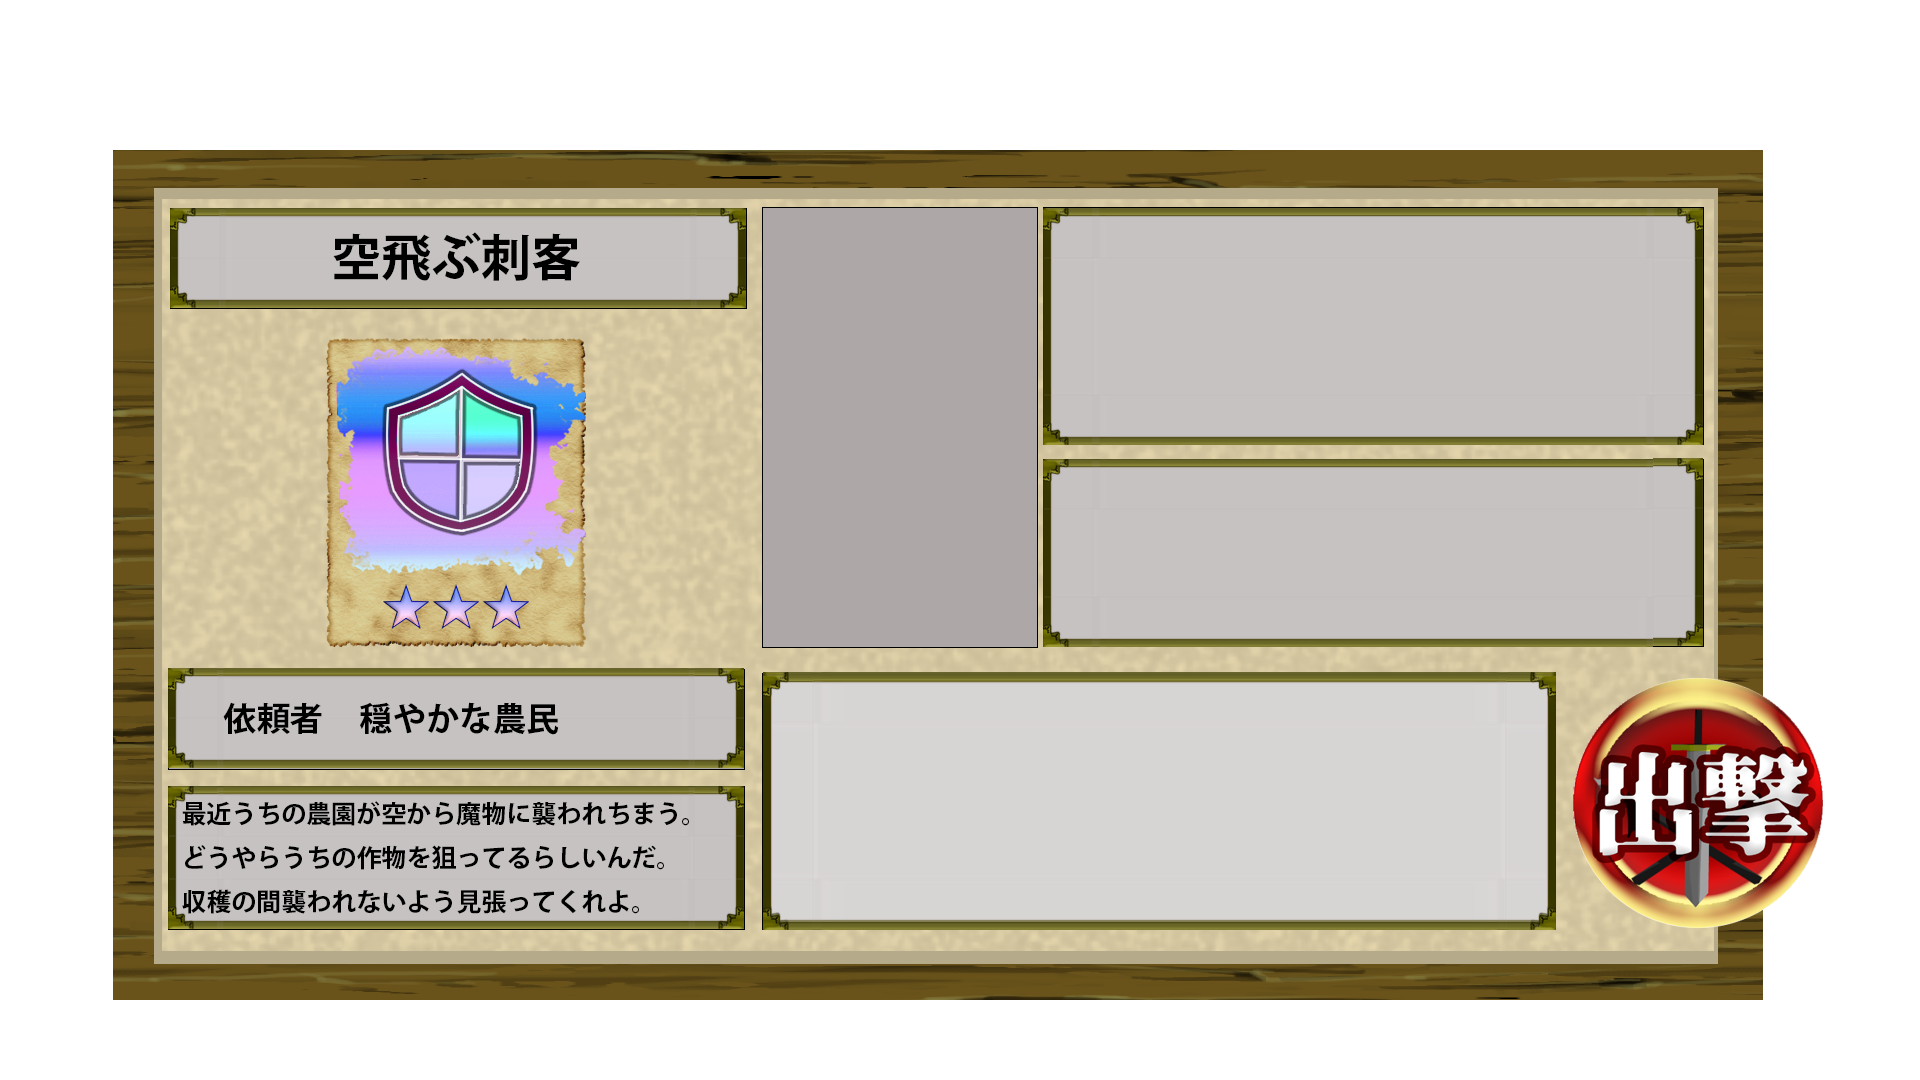 空飛ぶ刺客
依頼者　穏やかな農民
最近うちの農園が空から魔物に襲われちまう。
どうやらうちの作物を狙ってるらしいんだ。
収穫の間襲われないよう見張ってくれよ。
出撃